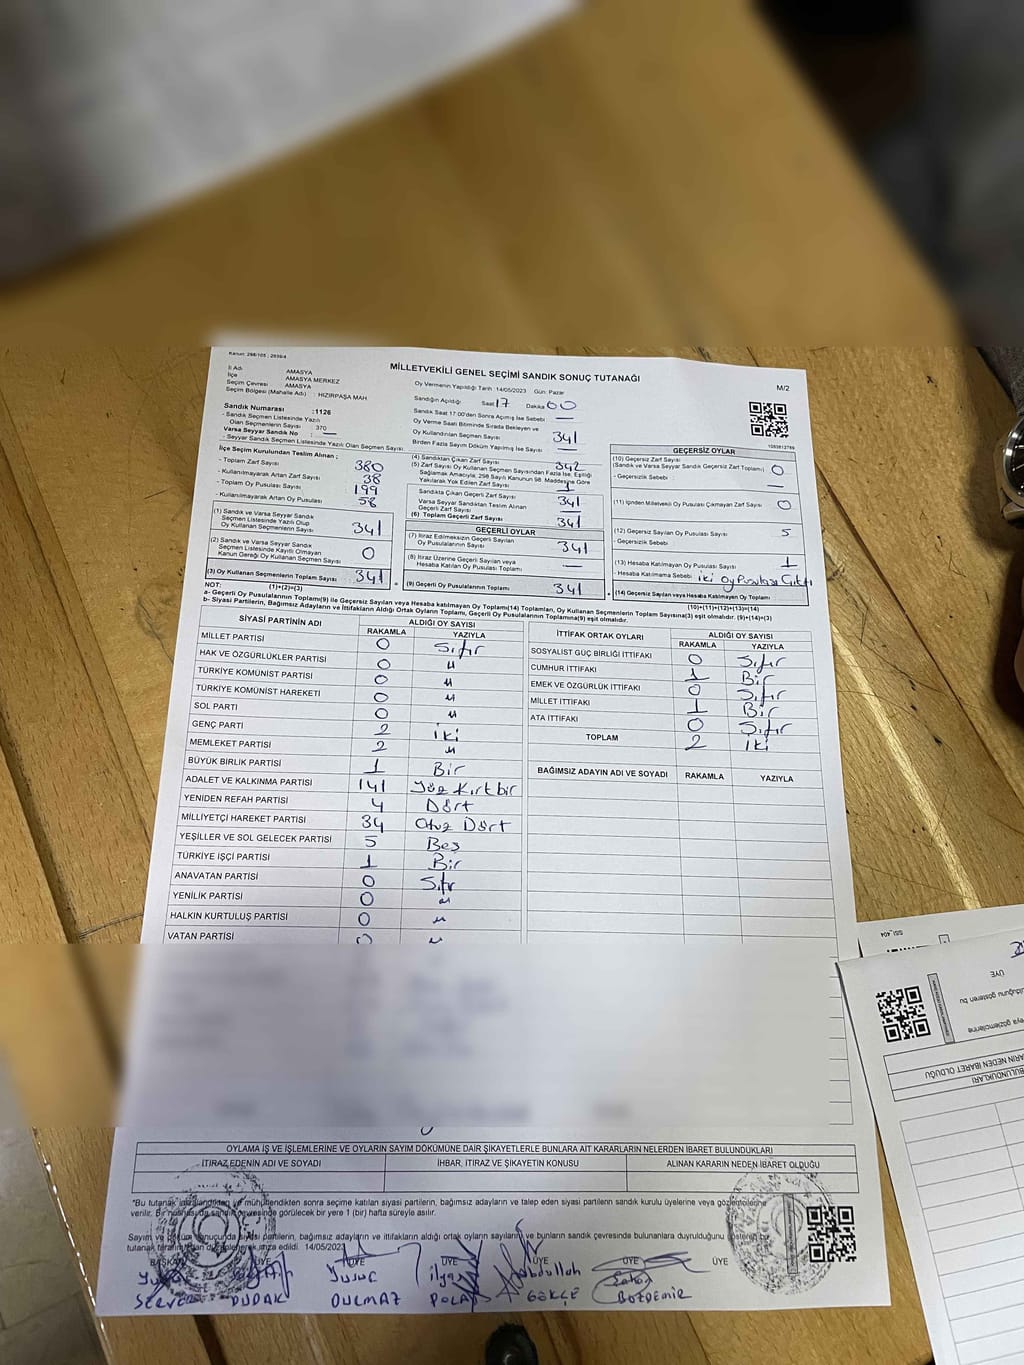 Kanun: 298/105 ; 2839/4
MİLLETVEKİLİ GENEL SEÇİMİ SANDIK SONUÇ TUTANAĞI
M/2
İl Adı : AMASYA
İlçe : AMASYA MERKEZ
Seçim Çevresi : AMASYA
Seçim Bölgesi (Mahalle Adı) : HIZIRPAŞA MAH
Oy Vermenin Yapıldığı Tarih : 14/05/2023 Gün: Pazar
Sandığın Açıldığı Saat 17 Dakika 00
Sandık Saat 17:00'den Sonra Açılmış İse Sebebi —
Sandık Numarası : 1126
- Sandık Seçmen Listesinde Yazılı Olan Seçmenlerin Sayısı 370
Varsa Seyyar Sandık No : —
- Seyyar Sandık Seçmen Listesinde Yazılı Olan Seçmen Sayısı
Oy Verme Saati Bitiminde Sırada Bekleyen ve Oy Kullandırılan Seçmen Sayısı 341
Birden Fazla Sayım Döküm Yapılmış İse Sayısı —
İlçe Seçim Kurulundan Teslim Alınan ;
- Toplam Zarf Sayısı 380
- Kullanılmayarak Artan Zarf Sayısı 38
- Toplam Oy Pusulası Sayısı 199
- Kullanılmayarak Artan Oy Pusulası 58
(1) Sandık ve Varsa Seyyar Sandık Seçmen Listesinde Yazılı Olup Oy Kullanan Seçmenlerin Sayısı 341
(2) Sandık ve Varsa Seyyar Sandık Seçmen Listesinde Kayıtlı Olmayan Kanun Gereği Oy Kullanan Seçmen Sayısı 0
(3) Oy Kullanan Seçmenlerin Toplam Sayısı 341
(1)+(2)=(3)
(4) Sandıktan Çıkan Zarf Sayısı 342
(5) Zarf Sayısı Oy Kullanan Seçmen Sayısından Fazla İse, Eşitliği Sağlamak Amacıyla; 298 Sayılı Kanunun 98. Maddesine Göre Yakılarak Yok Edilen Zarf Sayısı 1
Sandıkta Çıkan Geçerli Zarf Sayısı 341
Varsa Seyyar Sandıktan Teslim Alınan Geçerli Zarf Sayısı —
(6) Toplam Geçerli Zarf Sayısı 341
GEÇERLİ OYLAR
(7) İtiraz Edilmeksizin Geçerli Sayılan Oy Pusulalarının Sayısı 341
(8) İtiraz Üzerine Geçerli Sayılan veya Hesaba Katılan Oy Pusulası Toplamı —
(9) Geçerli Oy Pusulalarının Toplamı 341
GEÇERSİZ OYLAR
(10) Geçersiz Zarf Sayısı
(Sandık ve Varsa Seyyar Sandık Geçersiz Zarf Toplamı) 0
- Geçersizlik Sebebi : —
(11) İçinden Milletvekili Oy Pusulası Çıkmayan Zarf Sayısı 0
(12) Geçersiz Sayılan Oy Pusulası Sayısı 5
- Geçersizlik Sebebi
(13) Hesaba Katılmayan Oy Pusulası Sayısı 1
- Hesaba Katılmama Sebebi iki oy Pusulası Çıktı
(14) Geçersiz Sayılan veya Hesaba Katılmayan Oy Toplamı
(10)+(11)+(12)+(13)=(14)
NOT:
a- Geçerli Oy Pusulalarının Toplamı(9) ile Geçersiz Sayılan veya Hesaba katılmayan Oy Toplamı(14) Toplamları, Oy Kullanan Seçmenlerin Toplam Sayısına(3) eşit olmalıdır. (9)+(14)=(3)
b- Siyasi Partilerin, Bağımsız Adayların ve İttifakların Aldığı Ortak Oyların Toplamı, Geçerli Oy Pusulalarının Toplamına(9) eşit olmalıdır.
SİYASİ PARTİNİN ADI ALDIĞI OY SAYISI
RAKAMLA YAZIYLA
MİLLET PARTİSİ 0 Sıfır
HAK VE ÖZGÜRLÜKLER PARTİSİ 0 "
TÜRKİYE KOMÜNİST PARTİSİ 0 "
TÜRKİYE KOMÜNİST HAREKETİ 0 "
SOL PARTİ 0 "
GENÇ PARTİ 2 iki
MEMLEKET PARTİSİ 2 "
BÜYÜK BİRLİK PARTİSİ 1 Bir
ADALET VE KALKINMA PARTİSİ 141 Yüz Kırk bir
YENİDEN REFAH PARTİSİ 4 Dört
MİLLİYETÇİ HAREKET PARTİSİ 34 Otuz Dört
YEŞİLLER VE SOL GELECEK PARTİSİ 5 Beş
TÜRKİYE İŞÇİ PARTİSİ 1 Bir
ANAVATAN PARTİSİ 0 Sıfır
YENİLİK PARTİSİ 0 "
HALKIN KURTULUŞ PARTİSİ 0 "
VATAN PARTİSİ 0 "
İTTİFAK ORTAK OYLARI ALDIĞI OY SAYISI
RAKAMLA YAZIYLA
SOSYALİST GÜÇ BİRLİĞİ İTTİFAKI 0 Sıfır
CUMHUR İTTİFAKI 1 Bir
EMEK VE ÖZGÜRLÜK İTTİFAKI 0 Sıfır
MİLLET İTTİFAKI 1 Bir
ATA İTTİFAKI 0 Sıfır
TOPLAM 2 iki
BAĞIMSIZ ADAYIN ADI VE SOYADI RAKAMLA YAZIYLA
OYLAMA İŞ VE İŞLEMLERİNE VE OYLARIN SAYIM DÖKÜMÜNE DAİR ŞİKAYETLERLE BUNLARA AİT KARARLARIN NELERDEN İBARET BULUNDUKLARI
İTİRAZ EDENİN ADI VE SOYADI İHBAR, İTİRAZ VE ŞİKAYETİN KONUSU ALINAN KARARIN NEDEN İBARET OLDUĞU
*Bu tutanak imzalandıktan ve mühürlendikten sonra seçime katılan siyasi partilerin, bağımsız adayların ve talep eden siyasi partilerin sandık kurulu üyelerine veya gözlemcilerine
verilir. Bir sandık çevresinde görülecek bir yere 1 (bir) hafta süreyle asılır.
Sayım ve döküm sonucunda siyasi partilerin, bağımsız adayların ve ittifakların aldığı ortak oyların sayıları ve bunların sandık çevresinde bulunanlara duyrulduğunu gösteren bu
tutanak tarafımızdan düzenlenerek imza edildi. 14/05/2023
BAŞKAN ÜYE ÜYE ÜYE ÜYE ÜYE
Yusuf ilyas Abdullah
SERVET DUDAK DURMAZ POLAT GÖKÇE BOZDEMİR
SSI_404
ÜYE